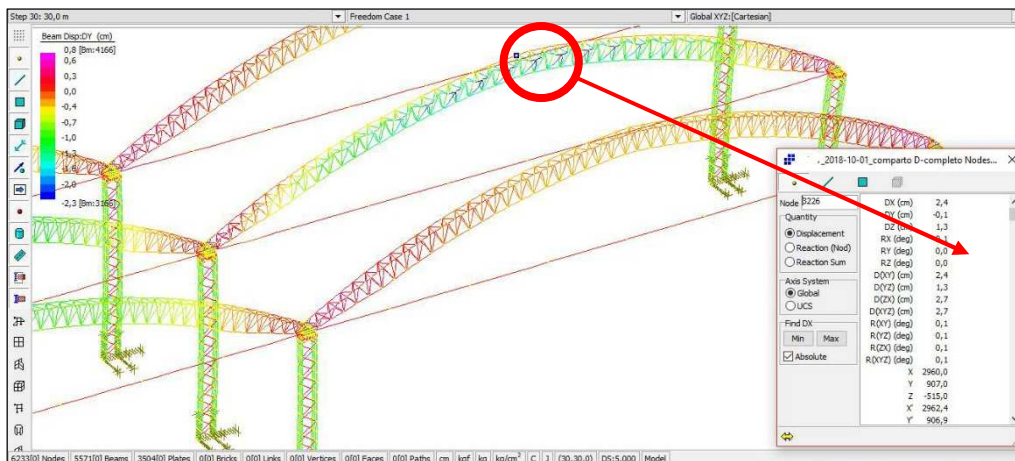 Step 30: 30,0 m
Freedom Case 1
Global XYZ:[Cartesian]
Beam Disp:DY (cm)
0,8 [Bm:4166]
0,6
0,3
0,0
-0,4
-0,7
-1,0
-1,3
-2,0
-2,3 [Bm:3166]
._2018-10-01_comparto D-completo Nodes...
Node 3226
Quantity
Displacement
Reaction (Nod)
Reaction Sum
Axis System
Global
UCS
Find DX
Min Max
Absolute
DX (cm) 2,4
DY (cm) -0,1
DZ (cm) 1,3
RX (deg) 0,1
RY (deg) 0,0
RZ (deg) 0,0
D(XY) (cm) 2,4
D(YZ) (cm) 1,3
D(ZX) (cm) 2,7
D(XYZ) (cm) 2,7
R(XY) (deg) 0,1
R(YZ) (deg) 0,1
R(ZX) (deg) 0,1
R(XYZ) (deg) 0,1
X 2960,0
Y 907,0
Z -515,0
X' 2962,4
Y' 906,9
6233[0] Nodes 5571[0] Beams 3504[0] Plates 0[0] Bricks 0[0] Links 0[0] Vertices 0[0] Faces 0[0] Paths cm kgf kg kg/cm² C J (30,30,0) DS:5.000 Model